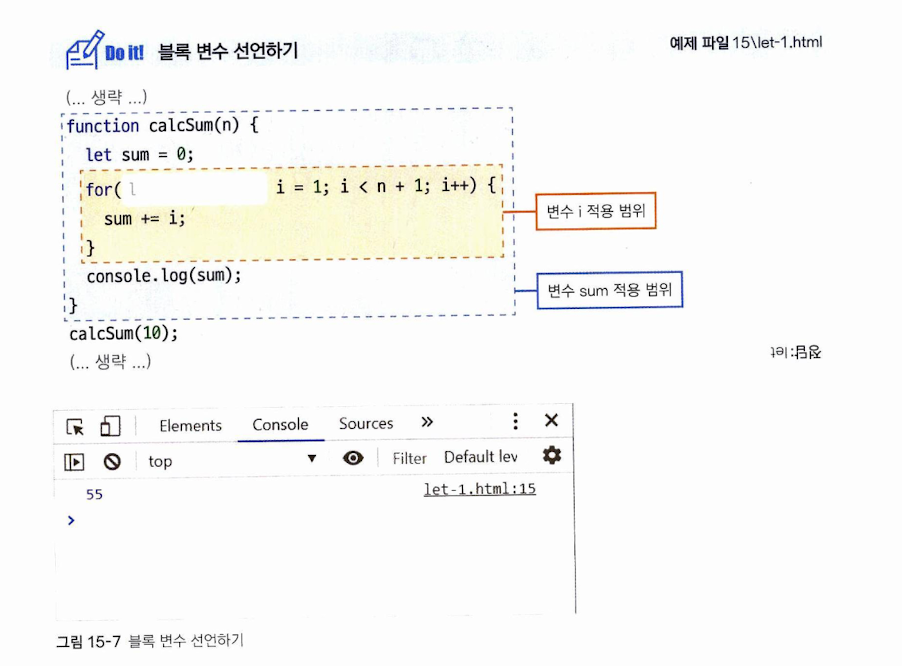 Do it! 블록 변수 선언하기
예제 파일 15\let-1.html
(... 생략 ...)
function calcSum(n) {
let sum = 0;
for( l i = 1; i < n + 1; i++) {
sum += i;
}
console.log(sum);
}
calcSum(10);
(... 생략 ...)
변수 i 적용 범위
변수 sum 적용 범위
정답: let
Elements Console Sources »
top Filter Default lev
55 let-1.html:15
>
그림 15-7 블록 변수 선언하기